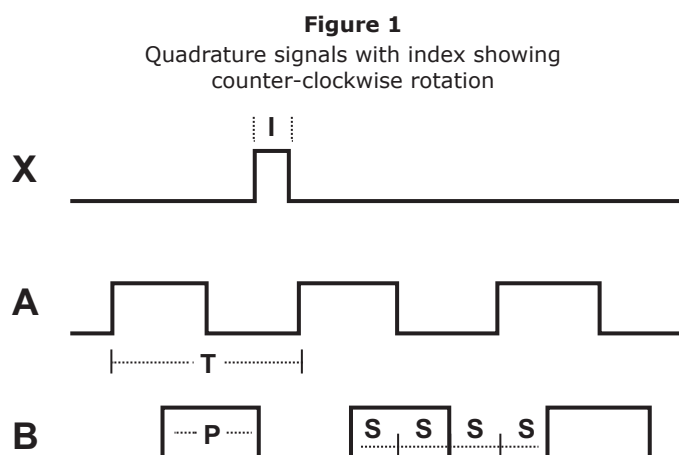 Figure 1
Quadrature signals with index showing
counter-clockwise rotation
I
X
A
T
B
P
S S S S